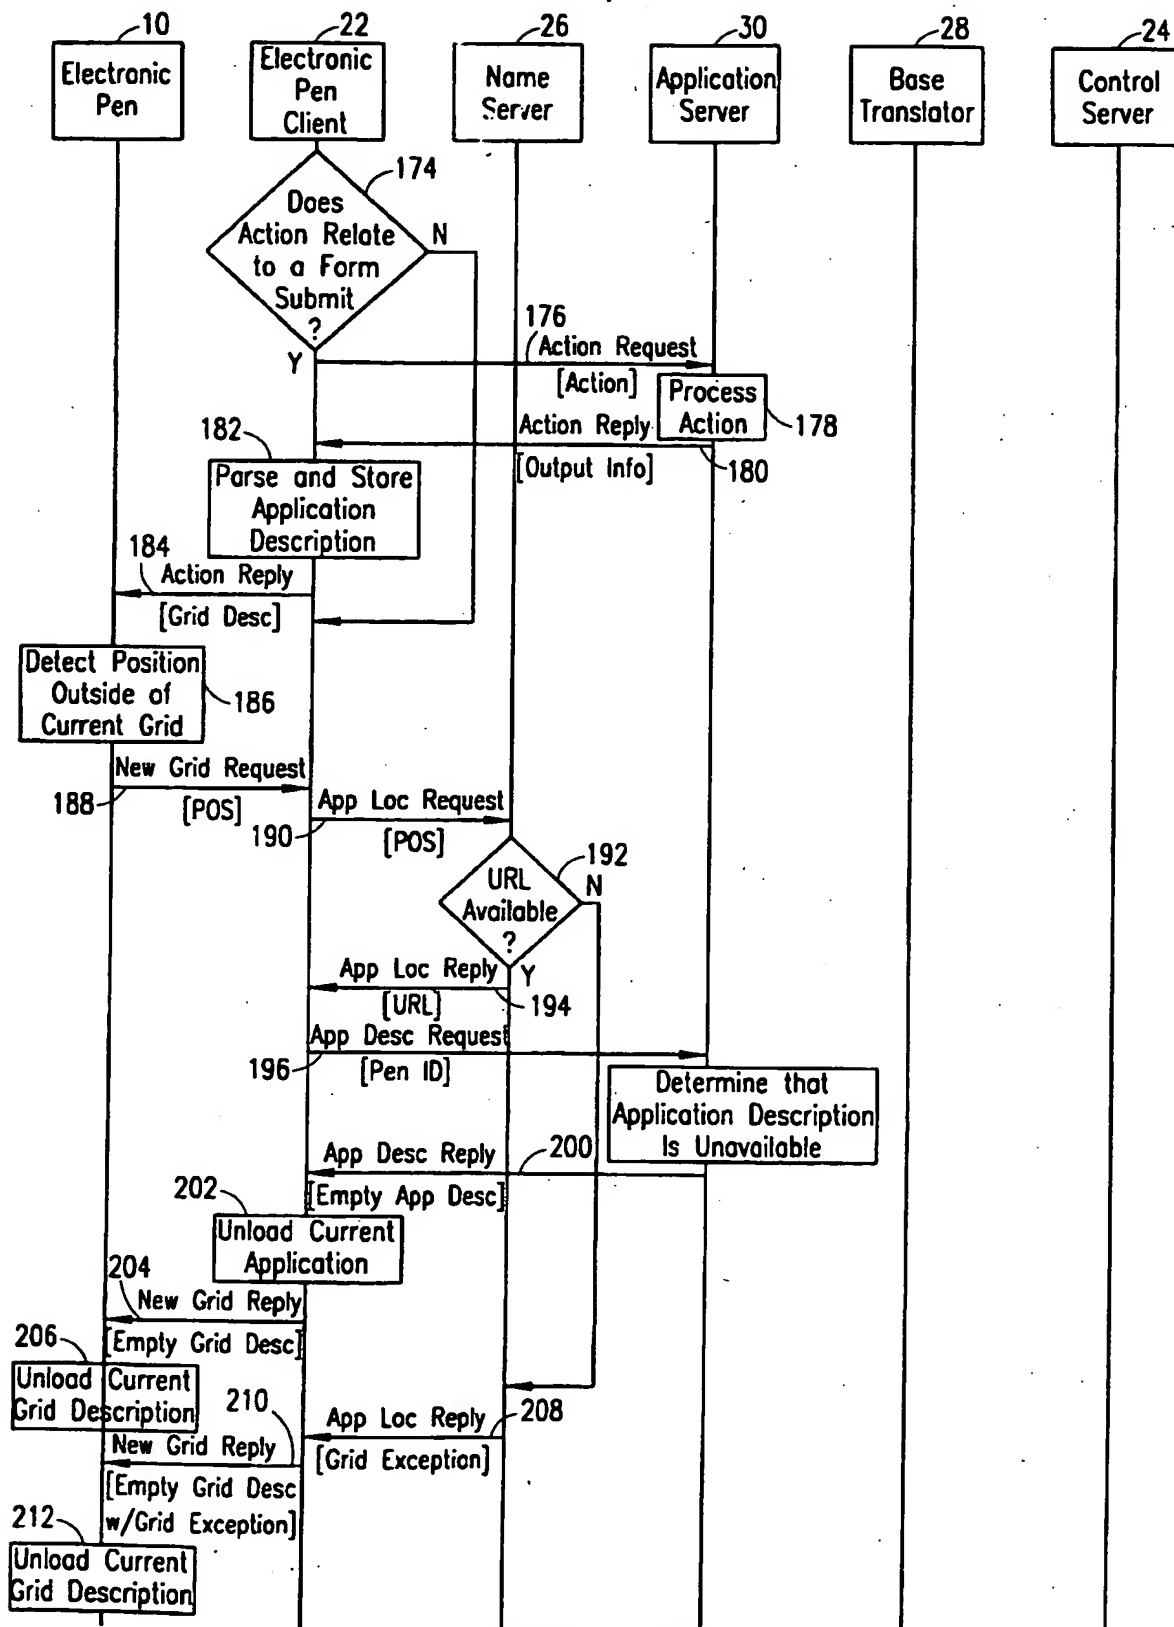 10
22
26
30
28
24
Electronic
Pen
Electronic
Pen
Client
Name
Server
Application
Server
Base
Translator
Control
Server
174
Does
Action Relate
to a Form
Submit
?
N
Y
176
Action Request
[Action]
Process
Action
178
Action Reply
180
[Output Info]
182
Parse and Store
Application
Description
184
Action Reply
[Grid Desc]
Detect Position
Outside of
Current Grid
186
New Grid Request
188
[POS]
App Loc Request
190
[POS]
192
URL
Available
?
N
Y
App Loc Reply
194
[URL]
App Desc Request
196
[Pen ID]
Determine that
Application Description
Is Unavailable
App Desc Reply
200
[Empty App Desc]
202
Unload Current
Application
204
New Grid Reply
[Empty Grid Desc]
206
Unload Current
Grid Description
App Loc Reply
208
[Grid Exception]
210
New Grid Reply
[Empty Grid Desc
w/Grid Exception]
212
Unload Current
Grid Description